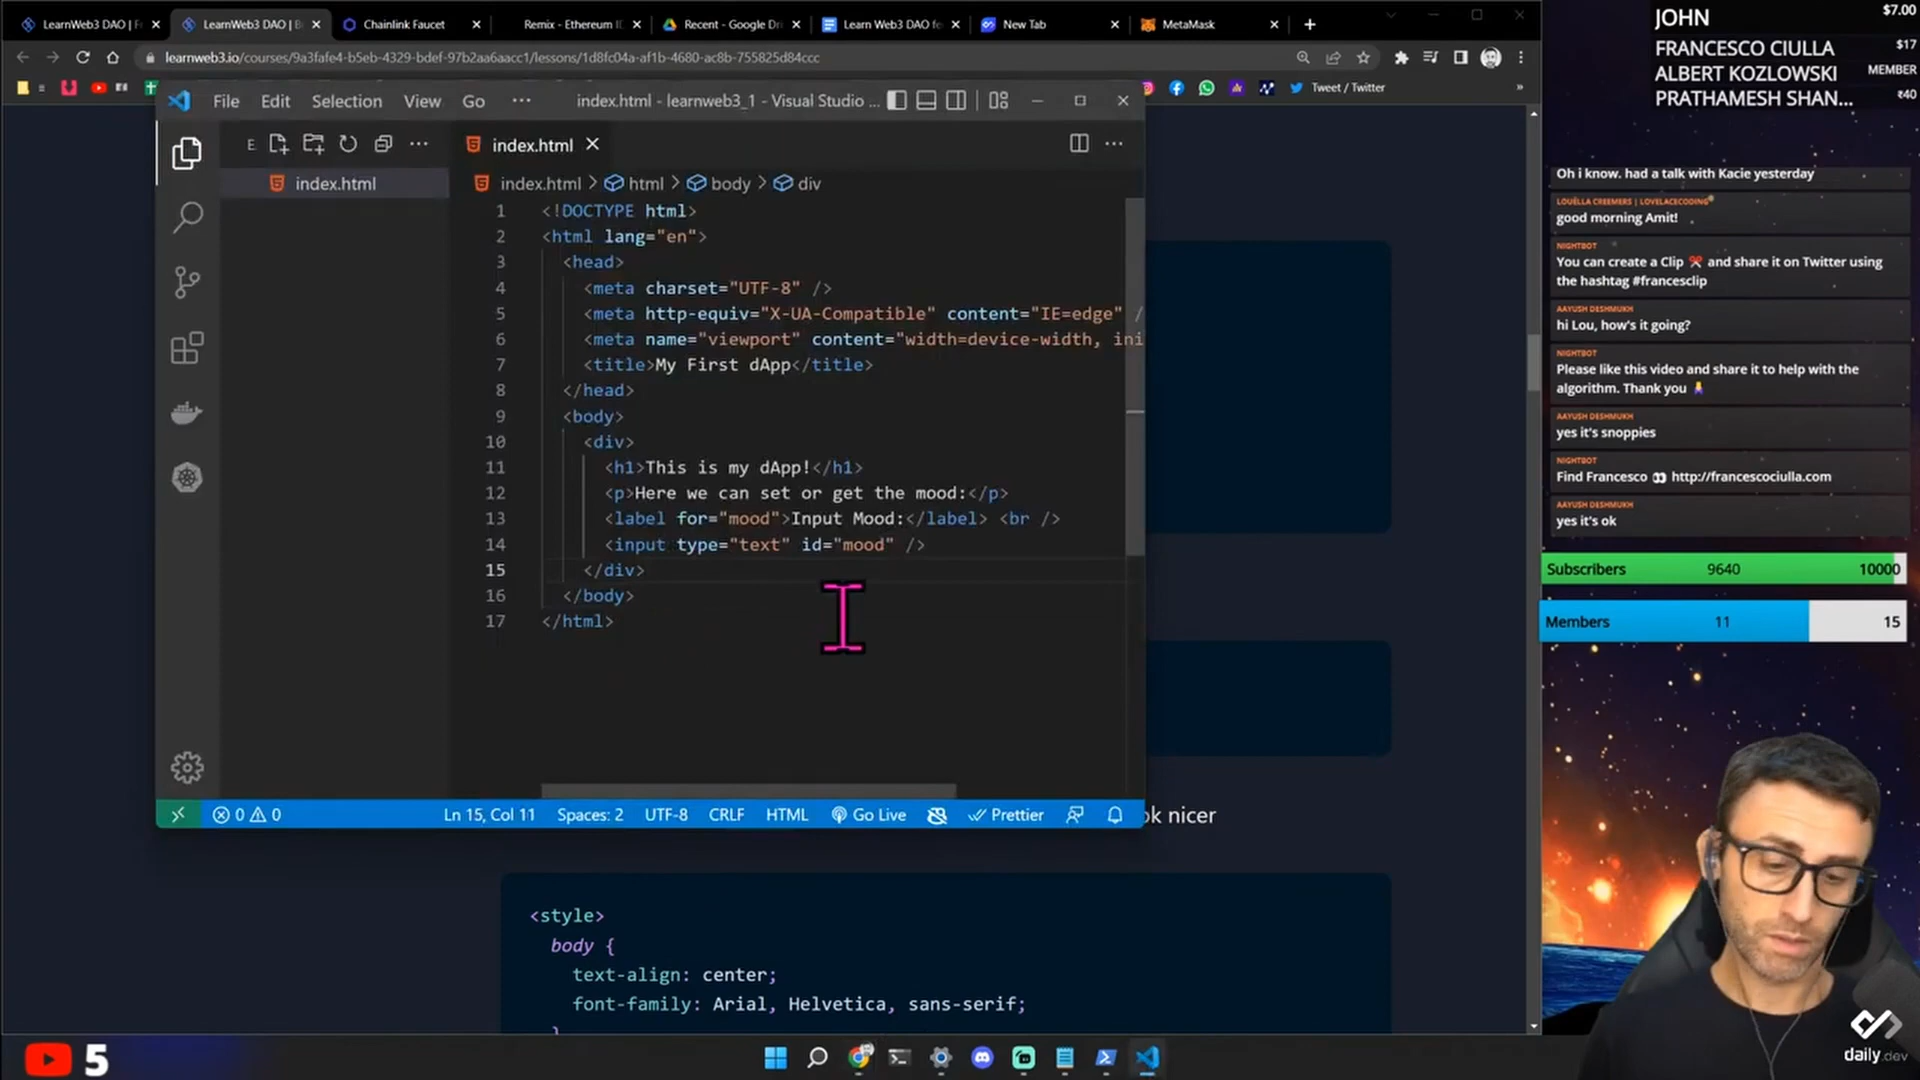 LearnWeb3 DAO | F
LearnWeb3 DAO | B
Chainlink Faucet
Remix - Ethereum I
Recent - Google Dri
Learn Web3 DAO fe
New Tab
MetaMask
learnweb3.io/courses/9a3fafe4-b5eb-4329-bdef-97b2aa6aacc1/lessons/1d8fc04a-af1b-4680-ac8b-755825d84ccc
Tweet / Twitter
File Edit Selection View Go ··· index.html - learnweb3_1 - Visual Studio ...
E
index.html
index.html
index.html > html > body > div
1 <!DOCTYPE html>
2 <html lang="en">
3 <head>
4 <meta charset="UTF-8" />
5 <meta http-equiv="X-UA-Compatible" content="IE=edge" /
6 <meta name="viewport" content="width=device-width, ini
7 <title>My First dApp</title>
8 </head>
9 <body>
10 <div>
11 <h1>This is my dApp!</h1>
12 <p>Here we can set or get the mood:</p>
13 <label for="mood">Input Mood:</label> <br />
14 <input type="text" id="mood" />
15 </div>
16 </body>
17 </html>
0 0 Ln 15, Col 11 Spaces: 2 UTF-8 CRLF HTML Go Live Prettier
ok nicer
<style>
body {
text-align: center;
font-family: Arial, Helvetica, sans-serif;
}
JOHN $7.00
FRANCESCO CIULLA $17
ALBERT KOZLOWSKI MEMBER
PRATHAMESH SHAN... ₹40
Oh i know. had a talk with Kacie yesterday
LOUËLLA CREEMERS | LOVELACECODING
good morning Amit!
NIGHTBOT
You can create a Clip and share it on Twitter using
the hashtag #francesclip
AAYUSH DESHMUKH
hi Lou, how's it going?
NIGHTBOT
Please like this video and share it to help with the
algorithm. Thank you
AAYUSH DESHMUKH
yes it's snoppies
NIGHTBOT
Find Francesco http://francescociulla.com
AAYUSH DESHMUKH
yes it's ok
Subscribers 9640 10000
Members 11 15
5
daily.dev